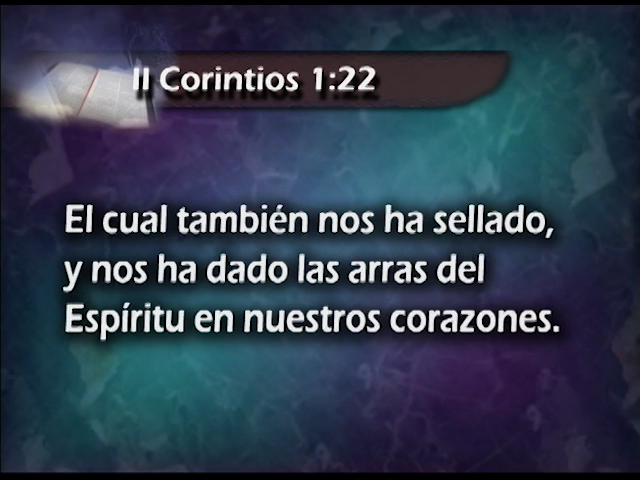 II Corintios 1:22
El cual también nos ha sellado,
y nos ha dado las arras del
Espíritu en nuestros corazones.